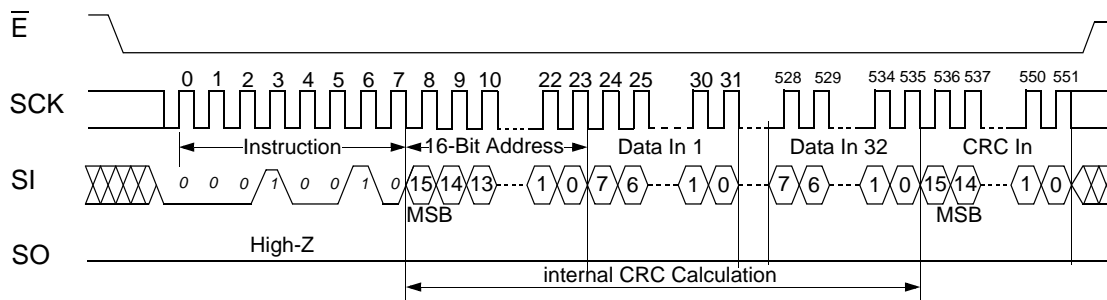 E
0 1 2 3 4 5 6 7 8 9 10 22 23 24 25 30 31 528 529 534 535 536 537 550 551
SCK
Instruction 16-Bit Address Data In 1 Data In 32 CRC In
SI 0 0 0 1 0 0 1 0 15 14 13 1 0 7 6 1 0 7 6 1 0 15 14 1 0
MSB MSB
High-Z
SO
internal CRC Calculation